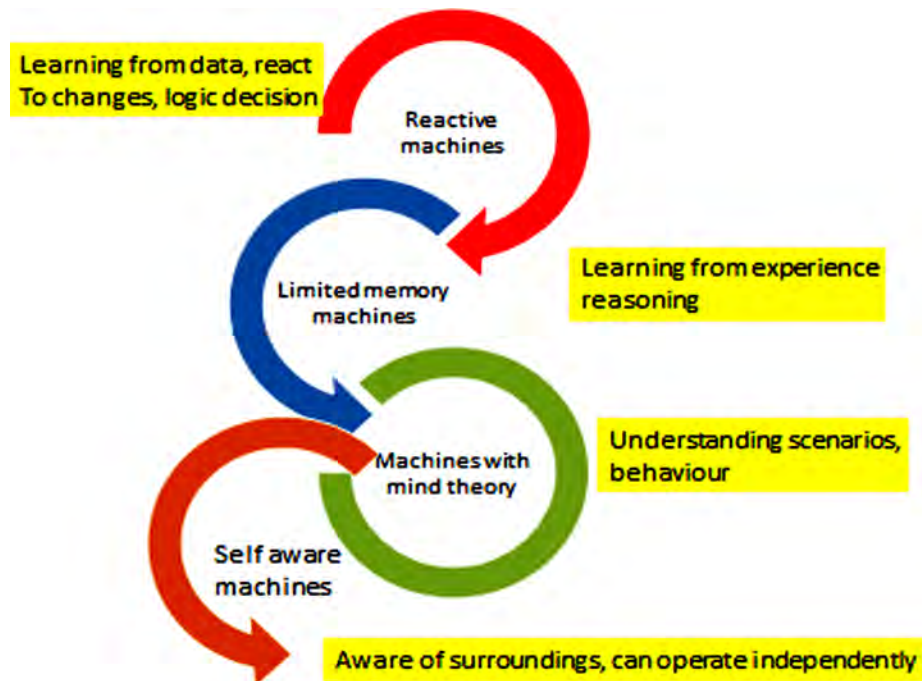 Learning from data, react
To changes, logic decision
Reactive
machines
Limited memory
machines
Learning from experience
reasoning
Machines with
mind theory
Understanding scenarios,
behaviour
Self aware
machines
Aware of surroundings, can operate independently